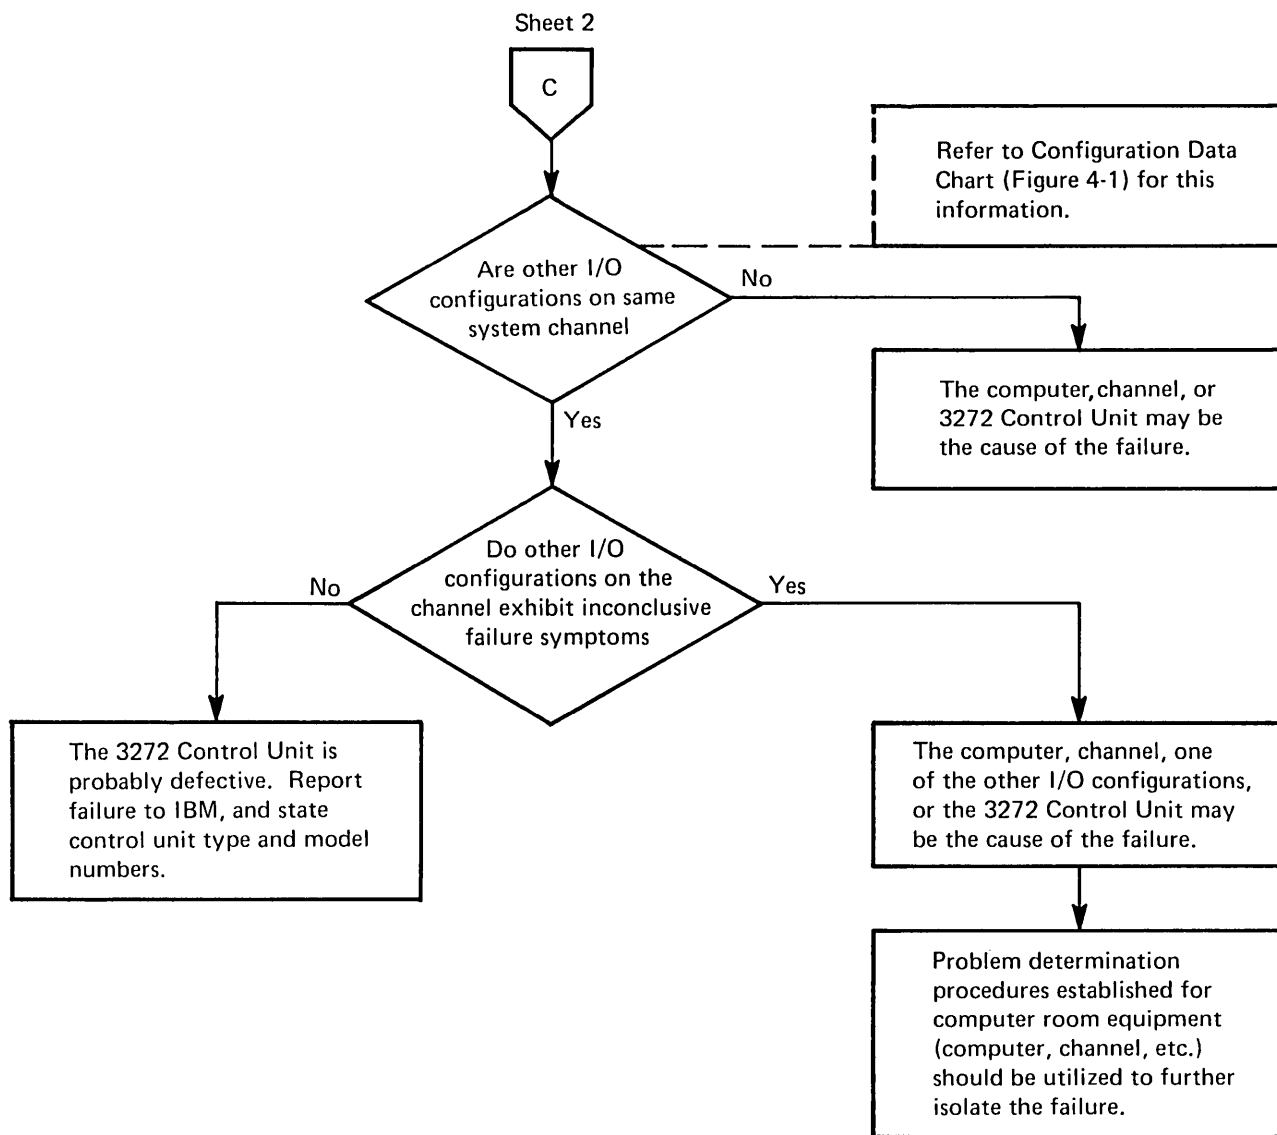 Sheet 2
C
Refer to Configuration Data
Chart (Figure 4-1) for this
information.
Are other I/O
configurations on same
system channel
No
The computer, channel, or
3272 Control Unit may be
the cause of the failure.
Yes
Do other I/O
configurations on the
channel exhibit inconclusive
failure symptoms
No
Yes
The 3272 Control Unit is
probably defective. Report
failure to IBM, and state
control unit type and model
numbers.
The computer, channel, one
of the other I/O configurations,
or the 3272 Control Unit may
be the cause of the failure.
Problem determination
procedures established for
computer room equipment
(computer, channel, etc.)
should be utilized to further
isolate the failure.